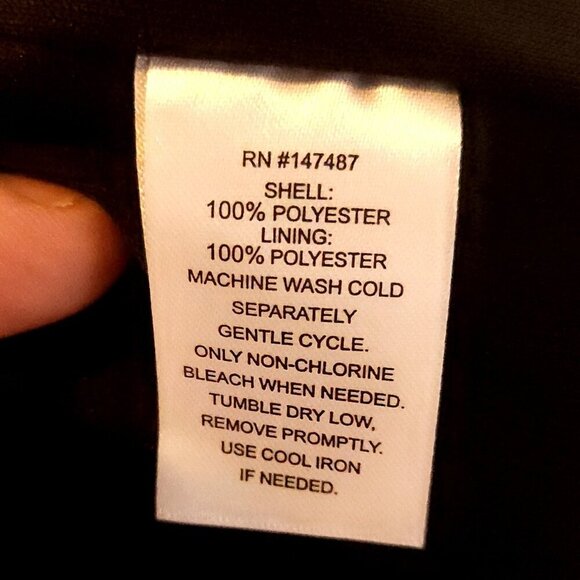 RN #147487
SHELL:
100% POLYESTER
LINING:
100% POLYESTER
MACHINE WASH COLD
SEPARATELY
GENTLE CYCLE.
ONLY NON-CHLORINE
BLEACH WHEN NEEDED.
TUMBLE DRY LOW,
REMOVE PROMPTLY.
USE COOL IRON
IF NEEDED.